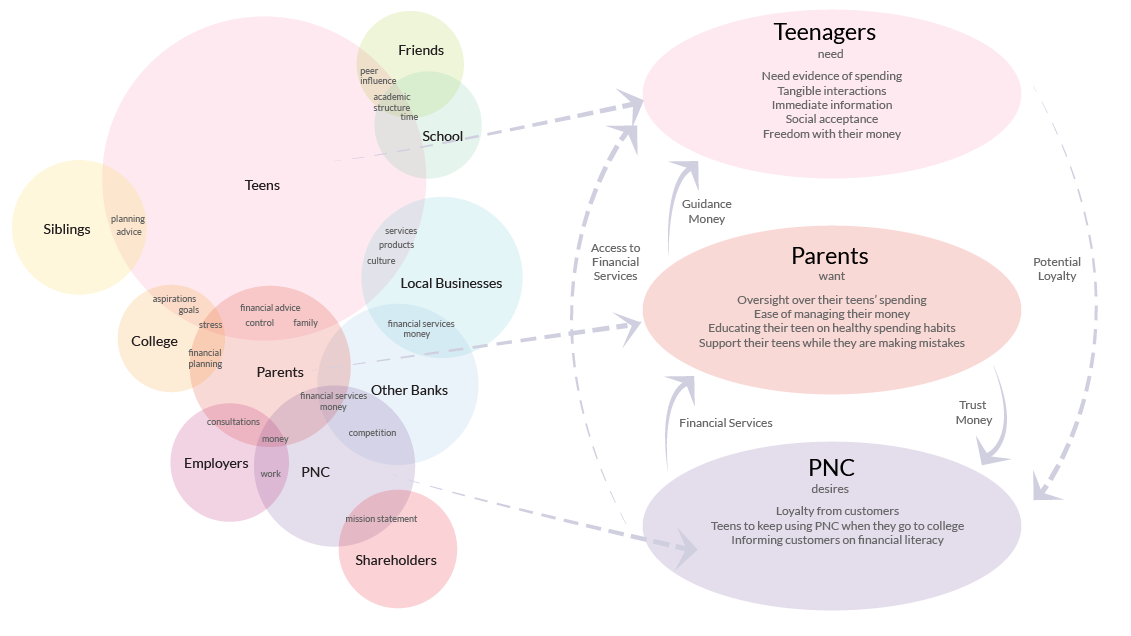 Friends
peer
influence
academic
structure
time
School
Teens
Siblings
planning
advice
services
products
culture
Local Businesses
aspirations
goals
stress
College
financial
planning
financial advice
control
family
Parents
financial services
money
Other Banks
financial services
money
competition
consultations
money
Employers
work
PNC
mission statement
Shareholders
Teenagers
need
Need evidence of spending
Tangible interactions
Immediate information
Social acceptance
Freedom with their money
Guidance
Money
Access to
Financial
Services
Potential
Loyalty
Parents
want
Oversight over their teens’ spending
Ease of managing their money
Educating their teen on healthy spending habits
Support their teens while they are making mistakes
Financial Services
Trust
Money
PNC
desires
Loyalty from customers
Teens to keep using PNC when they go to college
Informing customers on financial literacy